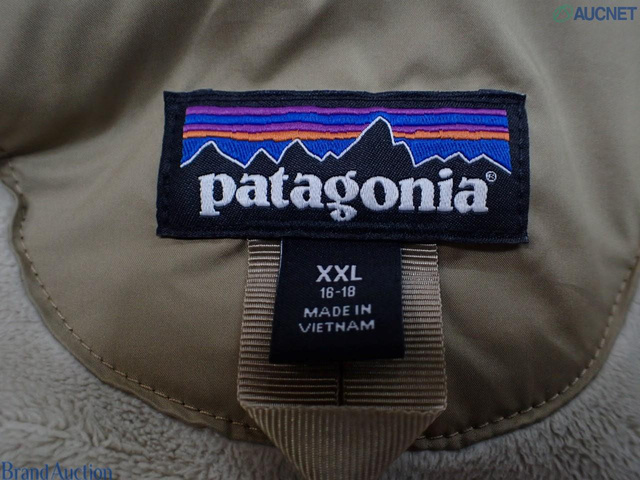 AUCNET
patagonia®
XXL
16-18
MADE IN
VIETNAM
Brand Auction